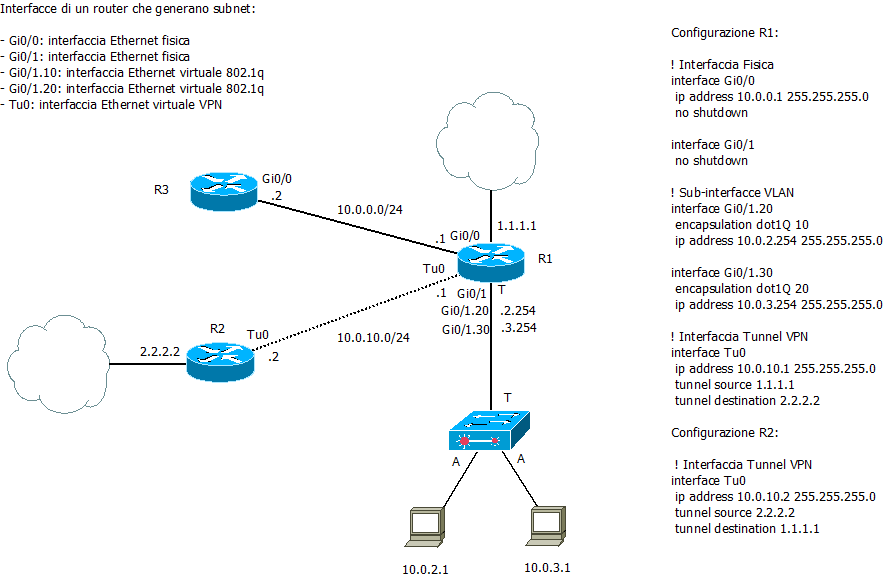 Interfacce di un router che generano subnet:
- Gi0/0: interfaccia Ethernet fisica
- Gi0/1: interfaccia Ethernet fisica
- Gi0/1.10: interfaccia Ethernet virtuale 802.1q
- Gi0/1.20: interfaccia Ethernet virtuale 802.1q
- Tu0: interfaccia Ethernet virtuale VPN
R3
Gi0/0
.2
10.0.0.0/24
1.1.1.1
.1
Gi0/0
R1
Tu0
.1
Gi0/1
T
Gi0/1.20
.2.254
Gi0/1.30
.3.254
R2
Tu0
.2
10.0.10.0/24
2.2.2.2
T
A
A
10.0.2.1
10.0.3.1
Configurazione R1:
! Interfaccia Fisica
interface Gi0/0
ip address 10.0.0.1 255.255.255.0
no shutdown
interface Gi0/1
no shutdown
! Sub-interfacce VLAN
interface Gi0/1.20
encapsulation dot1Q 10
ip address 10.0.2.254 255.255.255.0
interface Gi0/1.30
encapsulation dot1Q 20
ip address 10.0.3.254 255.255.255.0
! Interfaccia Tunnel VPN
interface Tu0
ip address 10.0.10.1 255.255.255.0
tunnel source 1.1.1.1
tunnel destination 2.2.2.2
Configurazione R2:
! Interfaccia Tunnel VPN
interface Tu0
ip address 10.0.10.2 255.255.255.0
tunnel source 2.2.2.2
tunnel destination 1.1.1.1